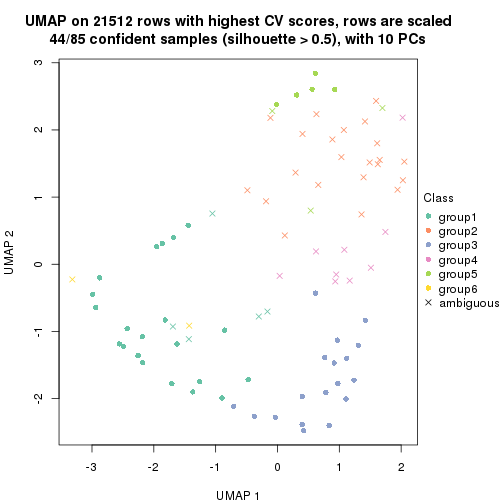 UMAP on 21512 rows with highest CV scores, rows are scaled
44/85 confident samples (silhouette > 0.5), with 10 PCs
3
2
1
0
-1
-2
UMAP 2
-3
-2
-1
0
1
2
UMAP 1
Class
group1
group2
group3
group4
group5
group6
ambiguous